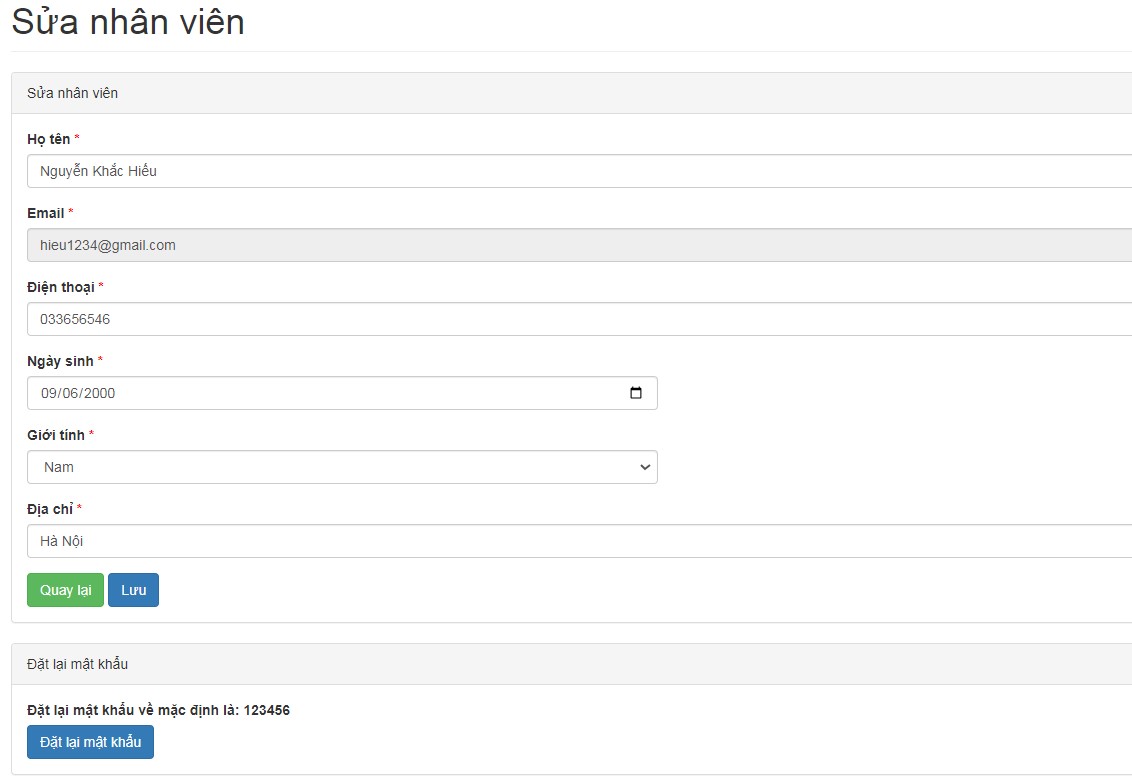 Sửa nhân viên
Sửa nhân viên
Họ tên *
Nguyễn Khắc Hiếu
Email *
hieu1234@gmail.com
Điện thoại *
033656546
Ngày sinh *
09/06/2000
Giới tính *
Nam
Địa chỉ *
Hà Nội
Quay lại Lưu
Đặt lại mật khẩu
Đặt lại mật khẩu về mặc định là: 123456
Đặt lại mật khẩu